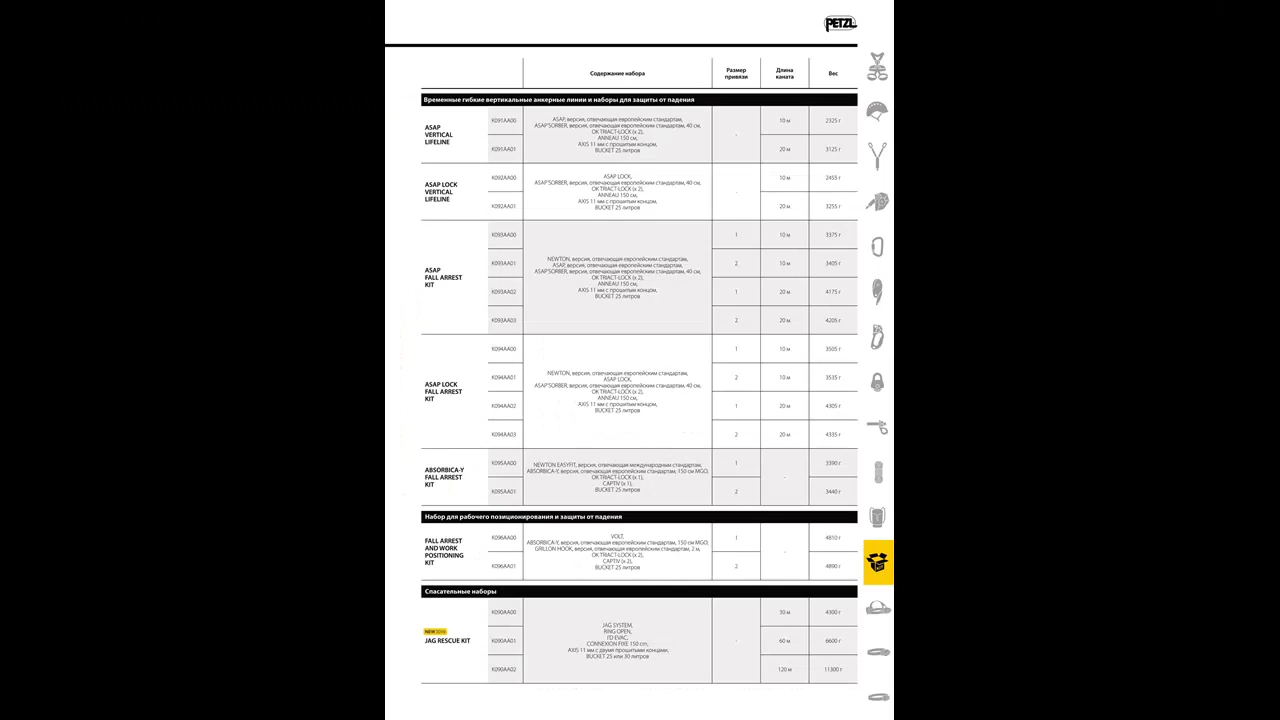 PETZL
Содержание набора
Размер
привязи
Длина
каната
Вес
Временные гибкие вертикальные анкерные линии и наборы для защиты от падения
ASAP
VERTICAL
LIFELINE
K091AA00
K091AA01
ASAP, версия, отвечающая европейским стандартам,
ASAP'SORBER, версия, отвечающая европейским стандартам, 40 см,
OK TRIACT-LOCK (x 2),
ANNEAU 150 см,
AXIS 11 мм с прошитым концом,
BUCKET 25 литров
-
10 м
2325 г
20 м
3125 г
ASAP LOCK
VERTICAL
LIFELINE
K092AA00
K092AA01
ASAP LOCK,
ASAP'SORBER, версия, отвечающая европейским стандартам, 40 см,
OK TRIACT-LOCK (x 2),
ANNEAU 150 см,
AXIS 11 мм с прошитым концом,
BUCKET 25 литров
-
10 м
2455 г
20 м
3255 г
ASAP
FALL ARREST
KIT
K093AA00
K093AA01
K093AA02
K093AA03
NEWTON, версия, отвечающая европейским стандартам,
ASAP, версия, отвечающая европейским стандартам,
ASAP'SORBER, версия, отвечающая европейским стандартам, 40 см,
OK TRIACT-LOCK (x 2),
ANNEAU 150 см,
AXIS 11 мм с прошитым концом,
BUCKET 25 литров
1
10 м
3375 г
2
10 м
3405 г
1
20 м
4175 г
2
20 м
4205 г
ASAP LOCK
FALL ARREST
KIT
K094AA00
K094AA01
K094AA02
K094AA03
NEWTON, версия, отвечающая европейским стандартам,
ASAP LOCK,
ASAP'SORBER, версия, отвечающая европейским стандартам, 40 см,
OK TRIACT-LOCK (x 2),
ANNEAU 150 см,
AXIS 11 мм с прошитым концом,
BUCKET 25 литров
1
10 м
3505 г
2
10 м
3535 г
1
20 м
4305 г
2
20 м
4335 г
ABSORBICA-Y
FALL ARREST
KIT
K095AA00
K095AA01
NEWTON EASYFIT, версия, отвечающая международным стандартам,
ABSORBICA-Y, версия, отвечающая европейским стандартам, 150 см MGO,
OK TRIACT-LOCK (x 1),
CAPTIV (x 1),
BUCKET 25 литров
1
-
3390 г
2
3440 г
Набор для рабочего позиционирования и защиты от падения
FALL ARREST
AND WORK
POSITIONING
KIT
K096AA00
K096AA01
VOLT,
ABSORBICA-Y, версия, отвечающая европейским стандартам, 150 см MGO,
GRILLON HOOK, версия, отвечающая европейским стандартам, 2 м,
OK TRIACT-LOCK (x 2),
CAPTIV (x 2),
BUCKET 25 литров
1
-
4810 г
2
4890 г
Спасательные наборы
NEW 2019
JAG RESCUE KIT
K090AA00
K090AA01
K090AA02
JAG SYSTEM,
RING OPEN,
I'D EVAC,
CONNEXION FIXE 150 cm,
AXIS 11 мм с двумя прошитыми концами,
BUCKET 25 или 30 литров
-
30 м
4300 г
60 м
6600 г
120 м
11300 г